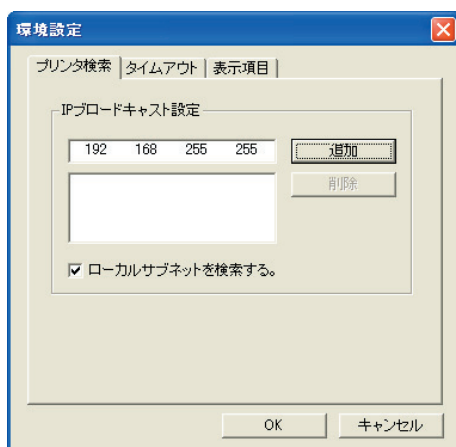 環境設定
プリンタ検索 タイムアウト 表示項目
IPブロードキャスト設定
192 168 255 255 追加
削除
ローカルサブネットを検索する。
OK キャンセル